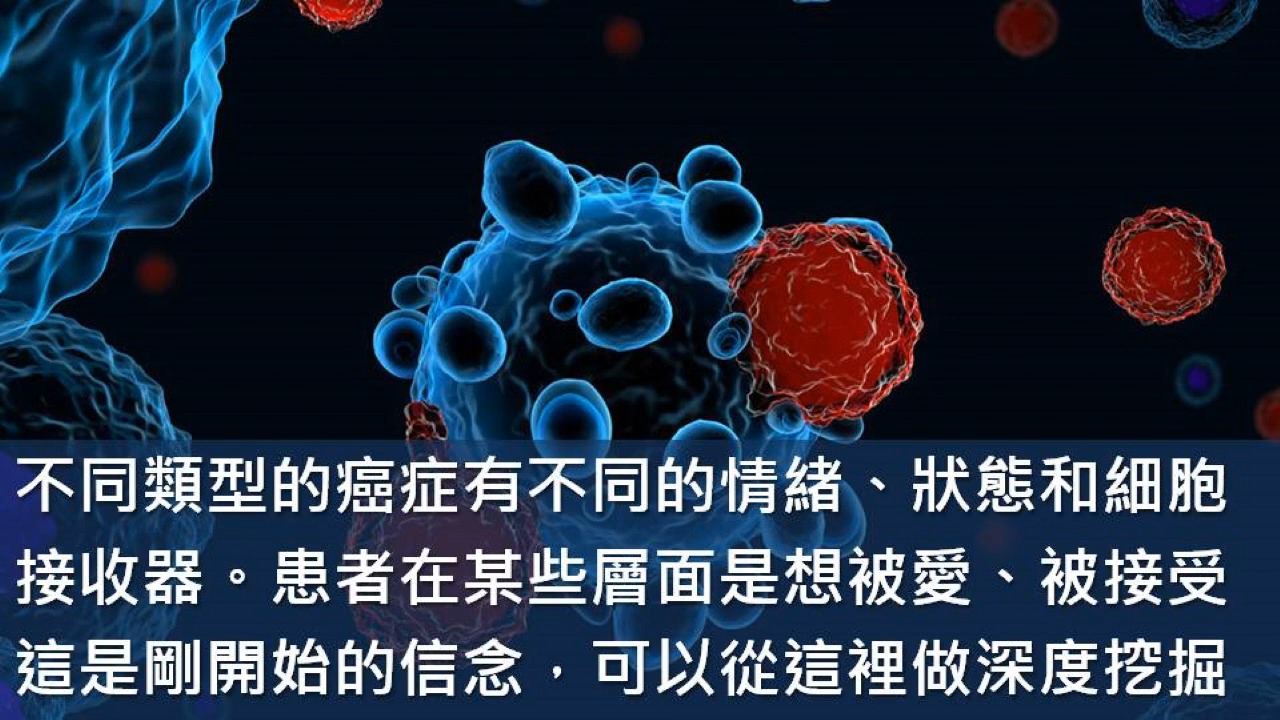 不同類型的癌症有不同的情緒、狀態和細胞
接收器。患者在某些層面是想被愛、被接受
這是剛開始的信念，可以從這裡做深度挖掘